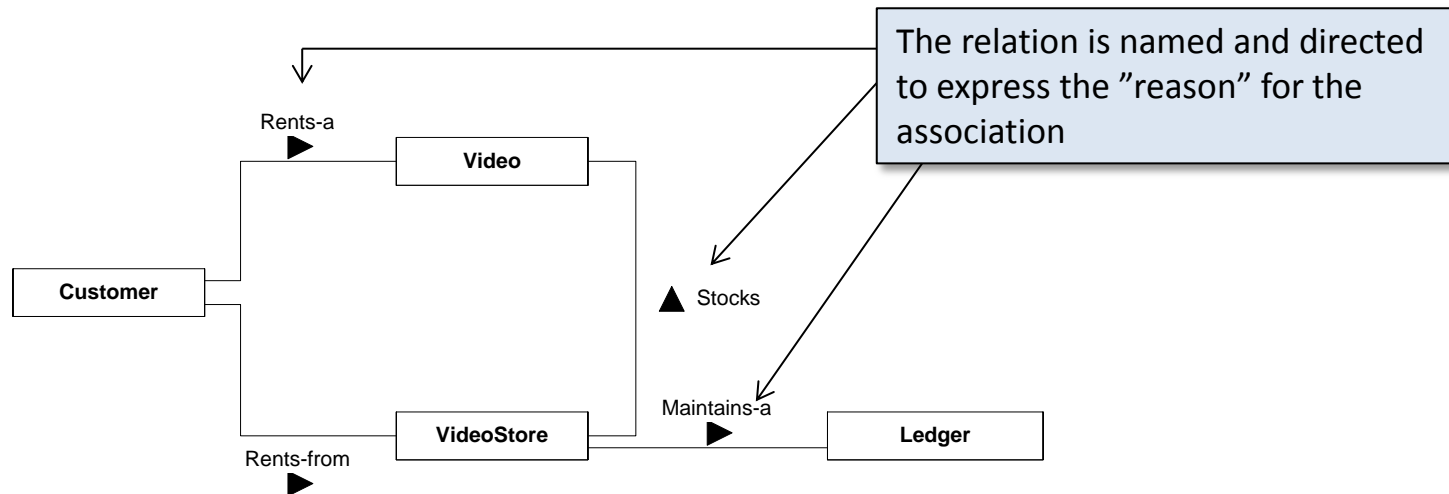 The relation is named and directed
to express the ”reason” for the
association
Rents-a
Video
Customer
Stocks
Maintains-a
VideoStore
Ledger
Rents-from